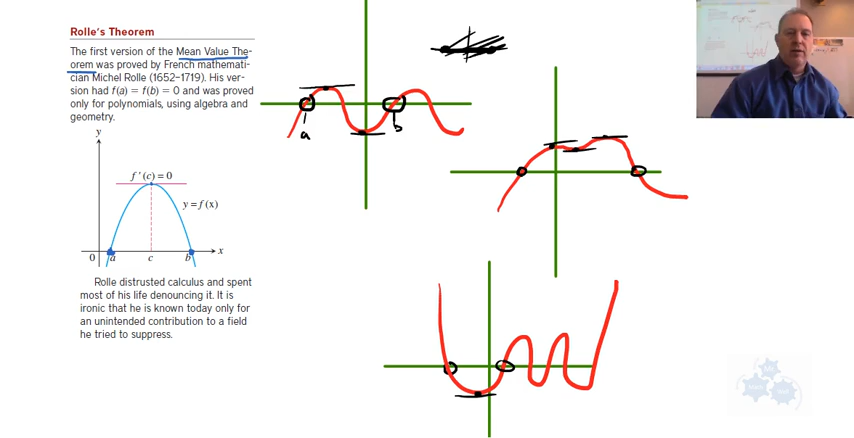 Rolle's Theorem
The first version of the Mean Value The-
orem was proved by French mathemati-
cian Michel Rolle (1652–1719). His ver-
sion had f(a) = f(b) = 0 and was proved
only for polynomials, using algebra and
geometry.
y
f'(c) = 0
y = f(x)
0 a c b x
Rolle distrusted calculus and spent
most of his life denouncing it. It is
ironic that he is known today only for
an unintended contribution to a field
he tried to suppress.
a b